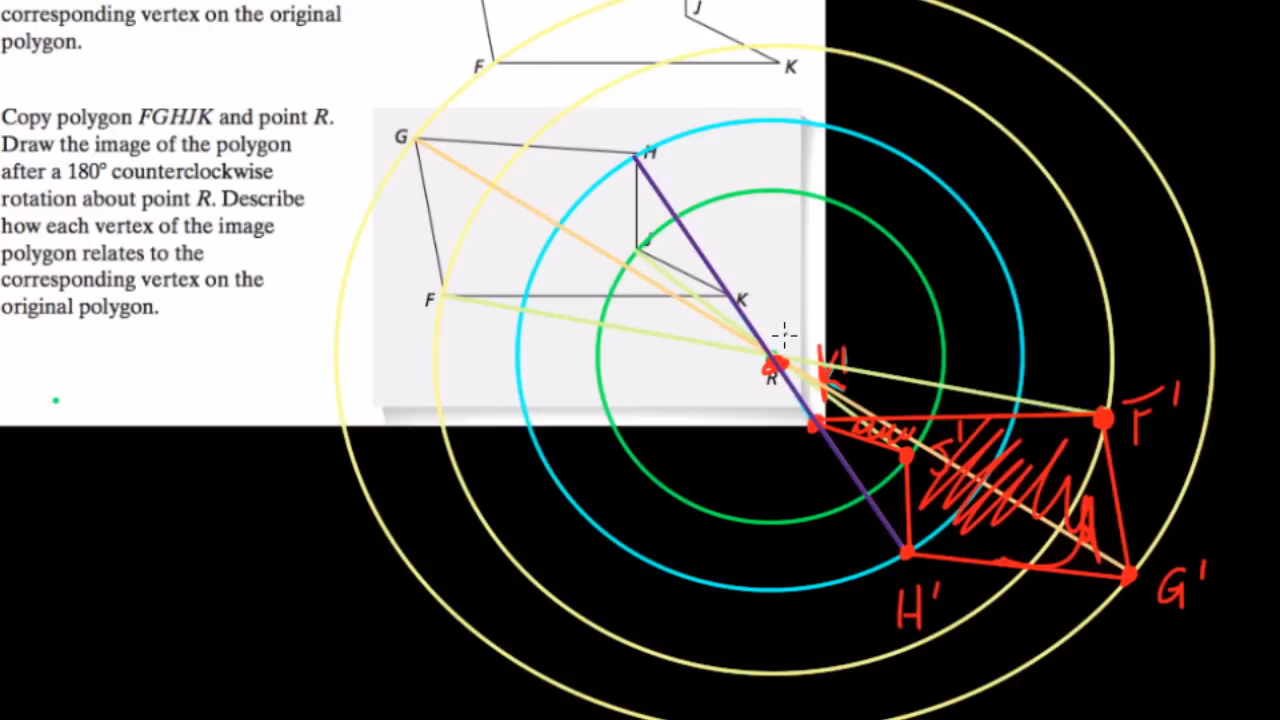 corresponding vertex on the original
polygon.
J
F
K
Copy polygon FGHJK and point R.
Draw the image of the polygon
after a 180° counterclockwise
rotation about point R. Describe
how each vertex of the image
polygon relates to the
corresponding vertex on the
original polygon.
G
H
J
F
K
R
K'
F'
J'
H'
G'